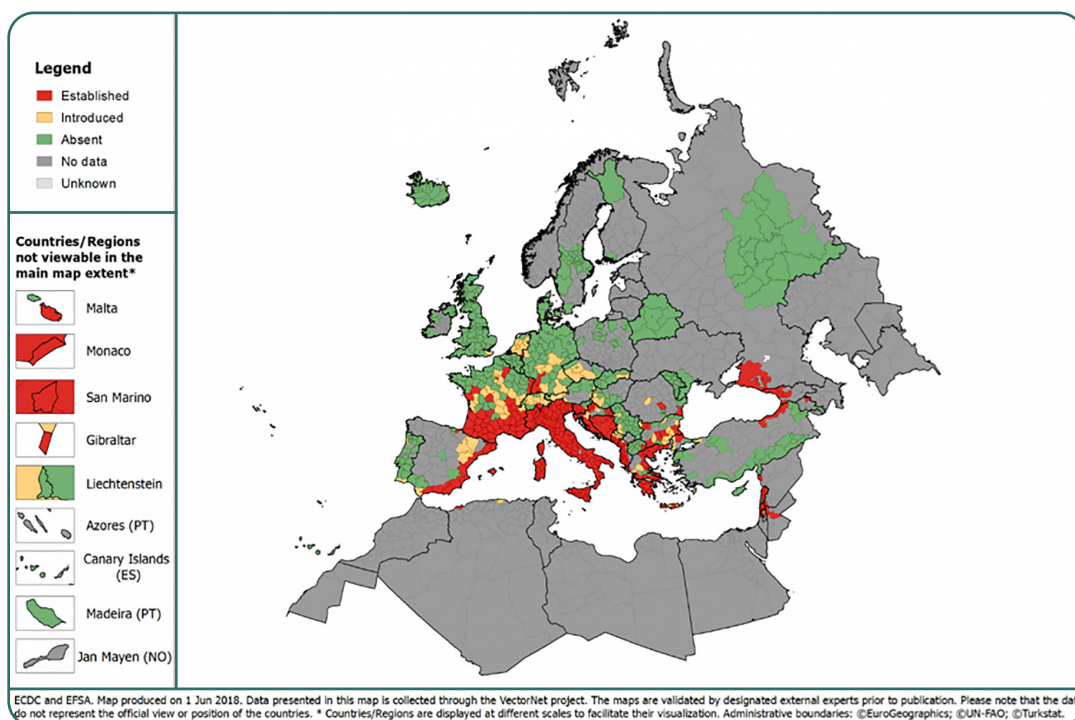 Legend
Established
Introduced
Absent
No data
Unknown
Countries/Regions
not viewable in the
main map extent*
Malta
Monaco
San Marino
Gibraltar
Liechtenstein
Azores (PT)
Canary Islands
(ES)
Madeira (PT)
Jan Mayen (NO)
ECDC and EFSA. Map produced on 1 Jun 2018. Data presented in this map is collected through the VectorNet project. The maps are validated by designated external experts prior to publication. Please note that the da
do not represent the official view or position of the countries. * Countries/Regions are displayed at different scales to facilitate their visualization. Administrative boundaries: ©EuroGeographics; ©UN-FAO; ©Turkstat.